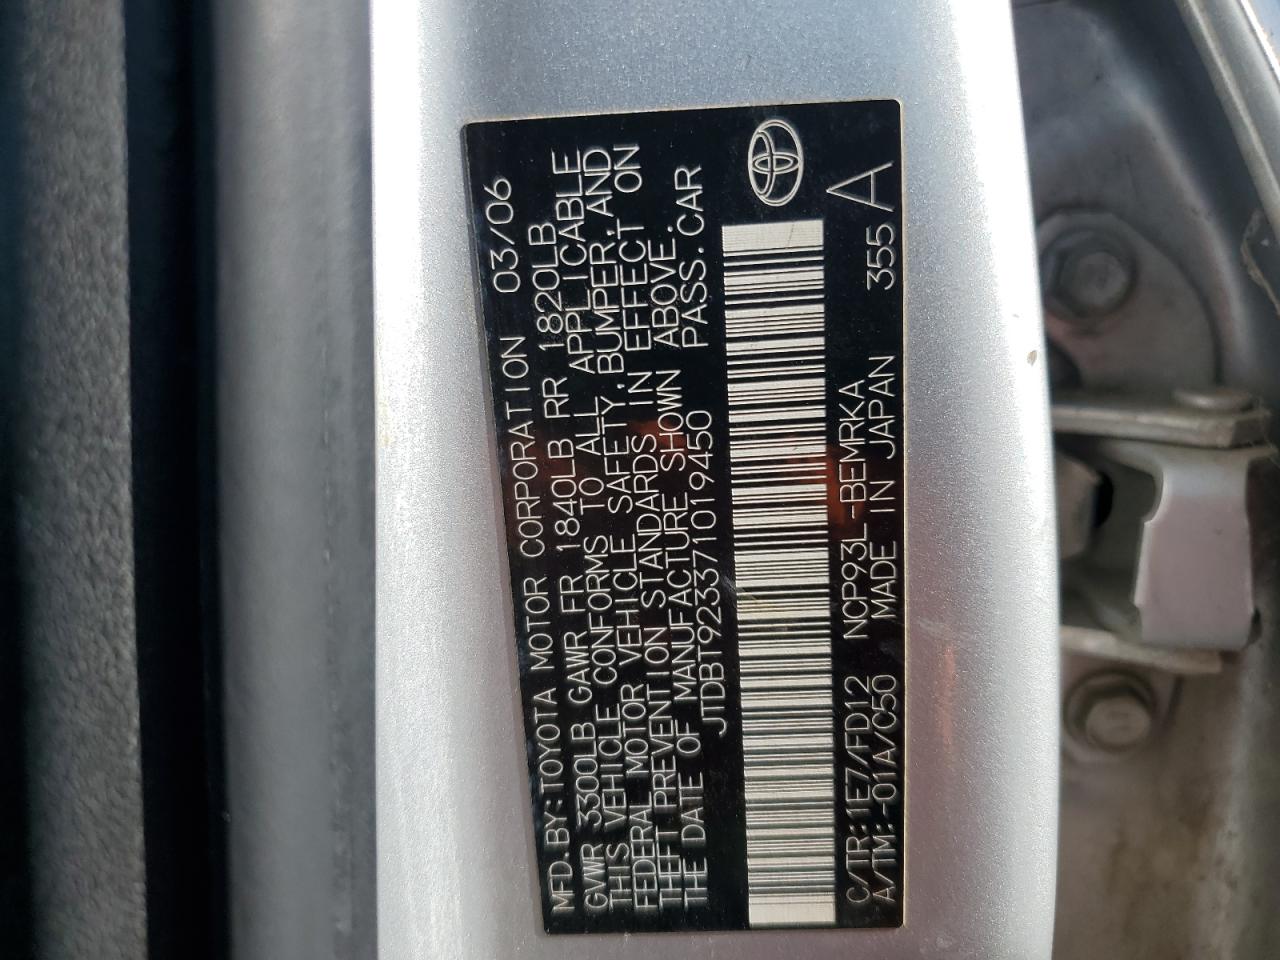 MFD.BY:TOYOTA MOTOR CORPORATION 03/06
GVWR 3300LB GAWR FR 1840LB RR 1820LB
THIS VEHICLE CONFORMS TO ALL APPLICABLE
FEDERAL MOTOR VEHICLE SAFETY,BUMPER,AND
THEFT PREVENTION STANDARDS IN EFFECT ON
THE DATE OF MANUFACTURE SHOWN ABOVE.
JTDBT923371019450 PASS.CAR
C/TR:1E7/FD12 NCP93L-BEMRKA 355
A/TM:-01A/C50 MADE IN JAPAN A